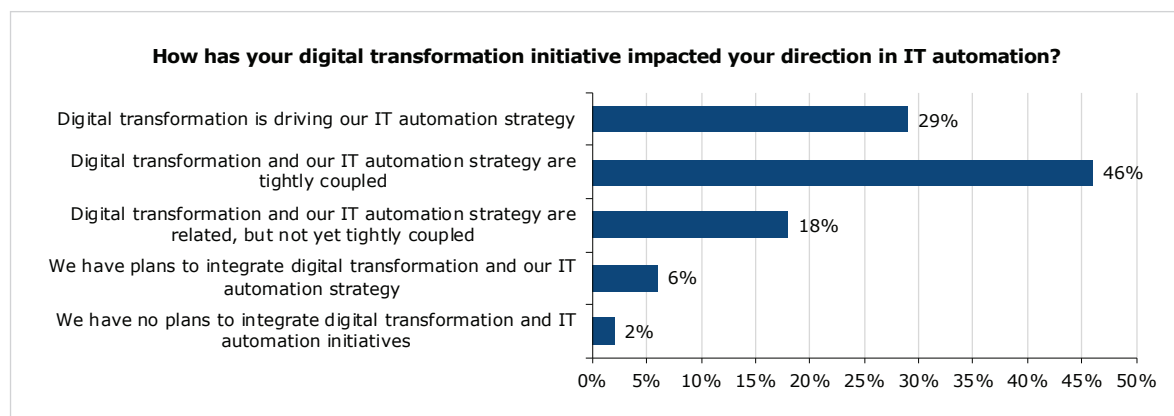 How has your digital transformation initiative impacted your direction in IT automation?
Digital transformation is driving our IT automation strategy
29%
Digital transformation and our IT automation strategy are
tightly coupled
46%
Digital transformation and our IT automation strategy are
related, but not yet tightly coupled
18%
We have plans to integrate digital transformation and our IT
automation strategy
6%
We have no plans to integrate digital transformation and IT
automation initiatives
2%
0% 5% 10% 15% 20% 25% 30% 35% 40% 45% 50%